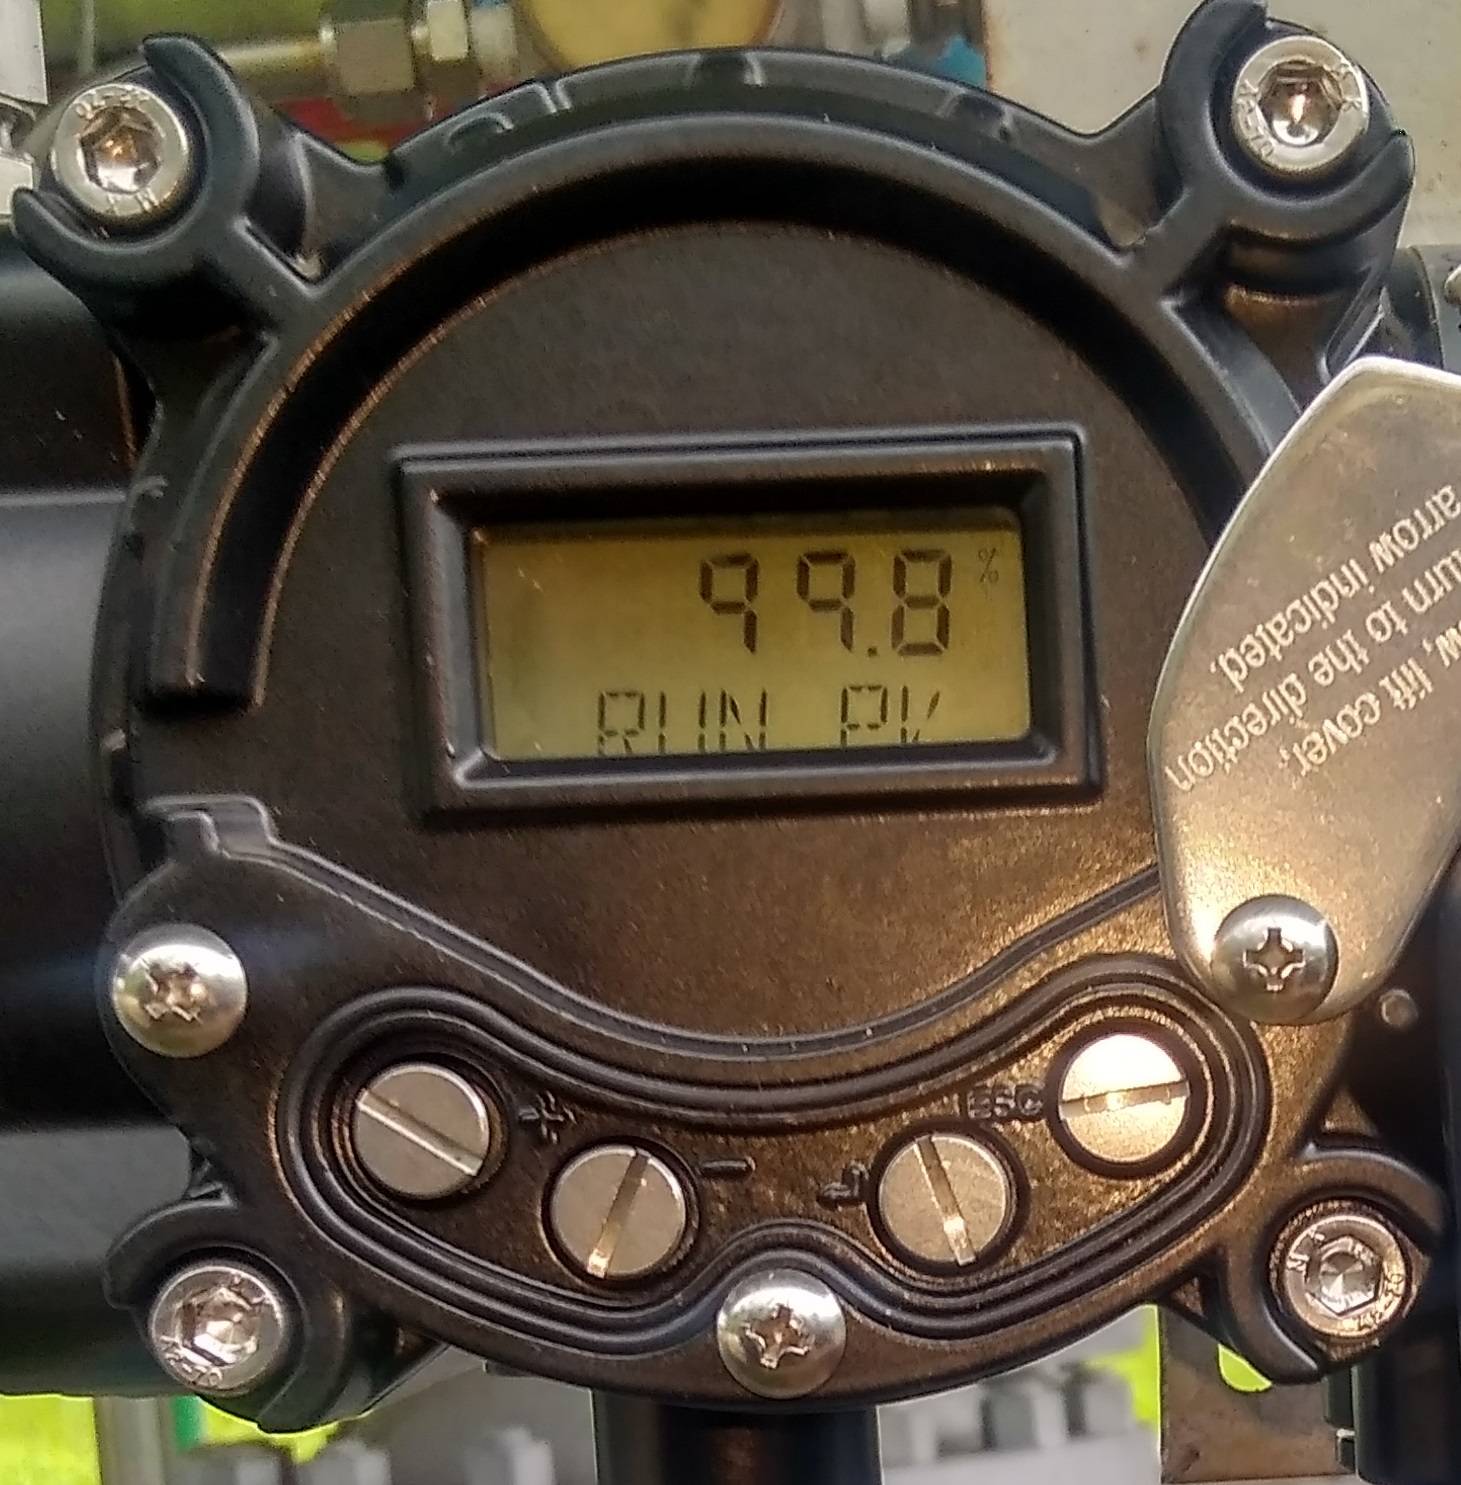 99.8 %
RUN PV
+
-
ESC
arrow indicated.
turn to the direction
w, lift cover,